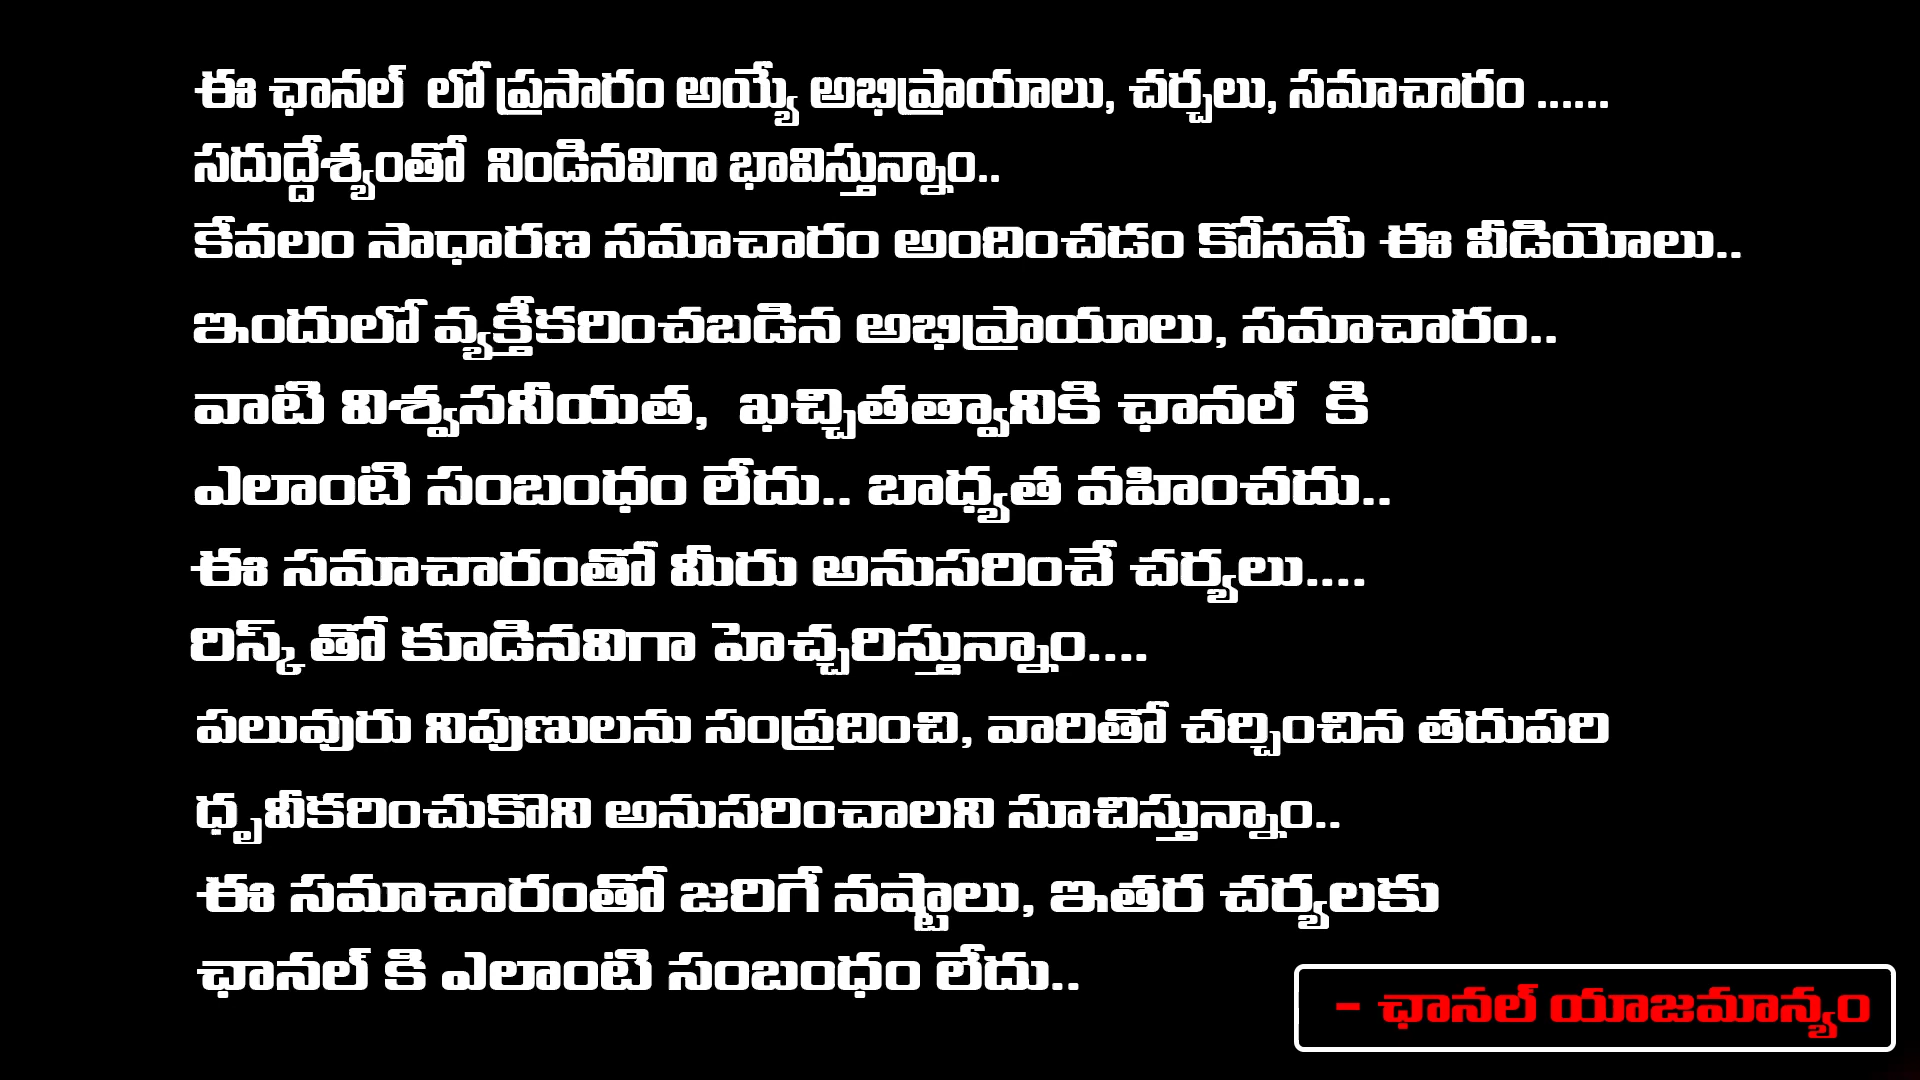 ఈ ఛానల్ లో ప్రసారం అయ్యే అభిప్రాయాలు, చర్చలు, సమాచారం ......
సదుద్దేశ్యంతో నిండినవిగా భావిస్తున్నాం..
కేవలం సాధారణ సమాచారం అందించడం కోసమే ఈ వీడియోలు..
ఇందులో వ్యక్తీకరించబడిన అభిప్రాయాలు, సమాచారం..
వాటి విశ్వసనీయత, ఖచ్చితత్వానికి ఛానల్ కి
ఎలాంటి సంబంధం లేదు.. బాధ్యత వహించదు..
ఈ సమాచారంతో మీరు అనుసరించే చర్యలు....
రిస్క్ తో కూడినవిగా హెచ్చరిస్తున్నాం....
పలువురు నిపుణులను సంప్రదించి, వారితో చర్చించిన తదుపరి
ధృవీకరించుకొని అనుసరించాలని సూచిస్తున్నాం..
ఈ సమాచారంతో జరిగే నష్టాలు, ఇతర చర్యలకు
ఛానల్ కి ఎలాంటి సంబంధం లేదు..
- ఛానల్ యాజమాన్యం